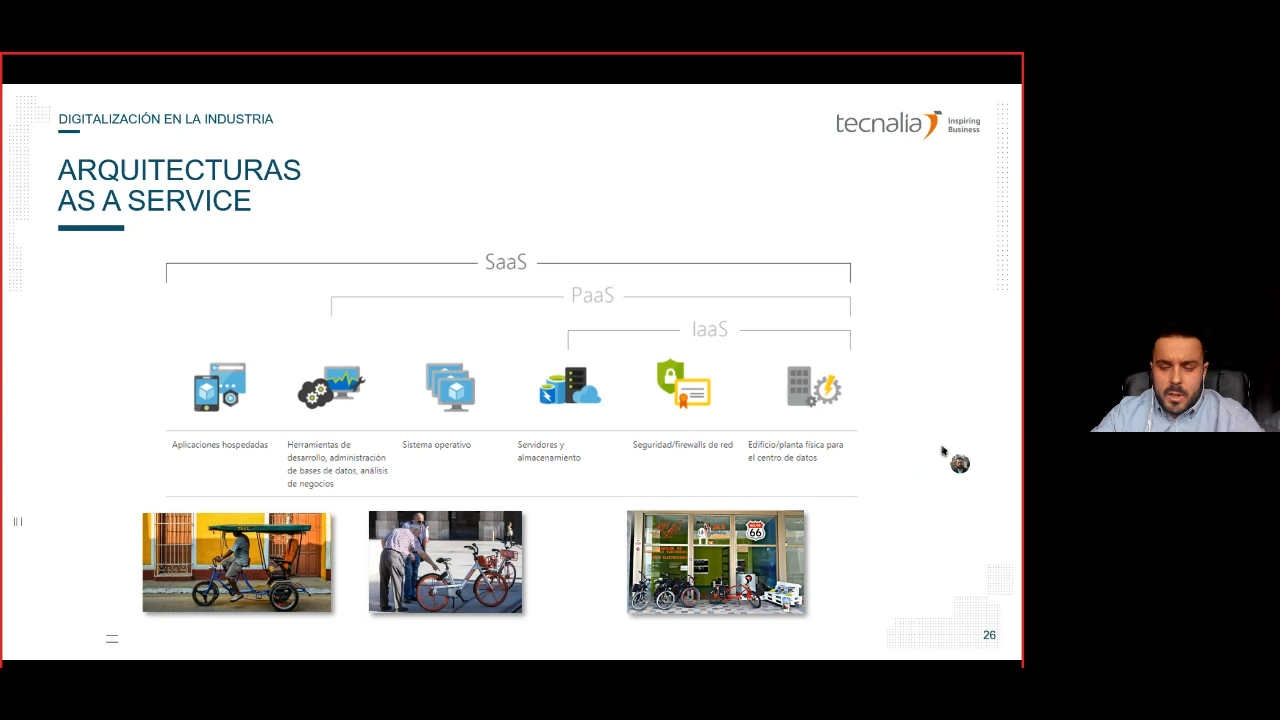 DIGITALIZACIÓN EN LA INDUSTRIA
tecnalia Inspiring
Business
ARQUITECTURAS
AS A SERVICE
SaaS
PaaS
IaaS
Aplicaciones hospedadas
Herramientas de
desarrollo, administración
de bases de datos, análisis
de negocios
Sistema operativo
Servidores y
almacenamiento
Seguridad/firewalls de red
Edificio/planta física para
el centro de datos
66
26